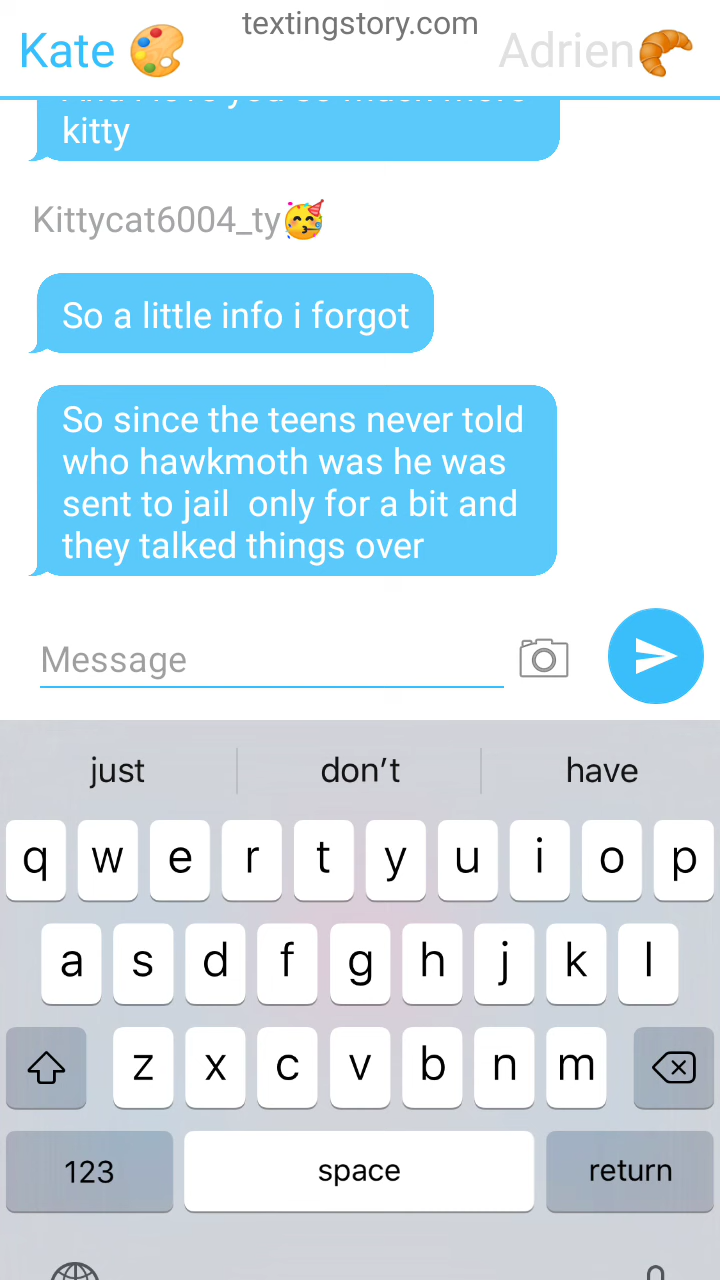 textingstory.com
Kate 🎨 Adrien🥐
kitty
Kittycat6004_ty🥳
So a little info i forgot
So since the teens never told
who hawkmoth was he was
sent to jail  only for a bit and
they talked things over
Message
just don't have
q w e r t y u i o p
a s d f g h j k l
z x c v b n m
123 space return